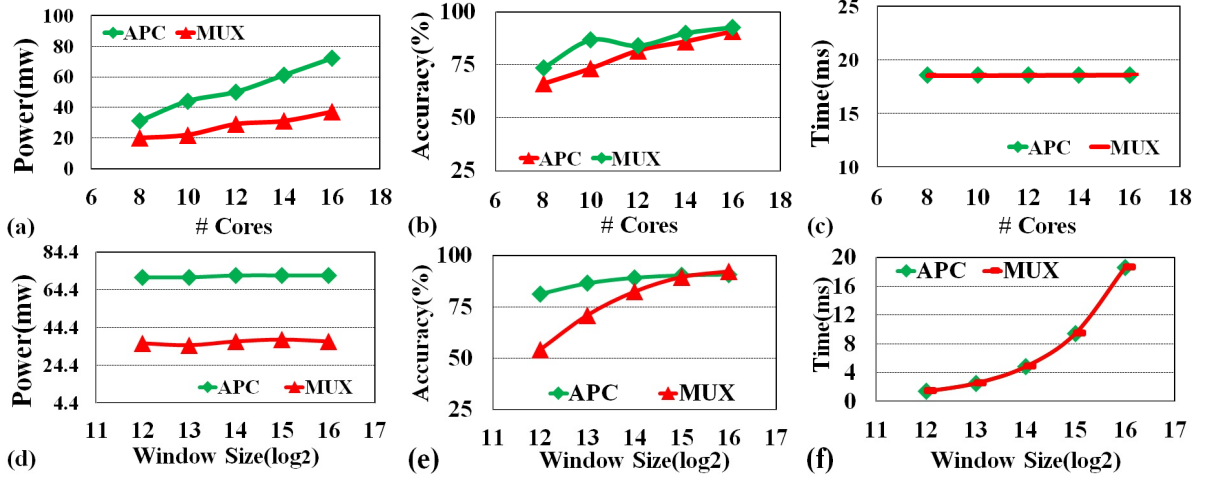 Power(mw)
100
80
60
40
20
0
APC
MUX
6 8 10 12 14 16 18
(a)
# Cores
Accuracy(%)
100
75
50
25
APC
MUX
6 8 10 12 14 16 18
(b)
# Cores
Time(ms)
25
20
15
10
APC
MUX
6 8 10 12 14 16 18
(c)
# Cores
Power(mw)
84.4
64.4
44.4
24.4
4.4
APC
MUX
11 12 13 14 15 16 17
(d)
Window Size(log2)
Accuracy(%)
100
75
50
25
APC
MUX
11 12 13 14 15 16 17
(e)
Window Size(log2)
Time(ms)
20
16
12
8
4
0
APC
MUX
11 12 13 14 15 16 17
(f)
Window Size(log2)